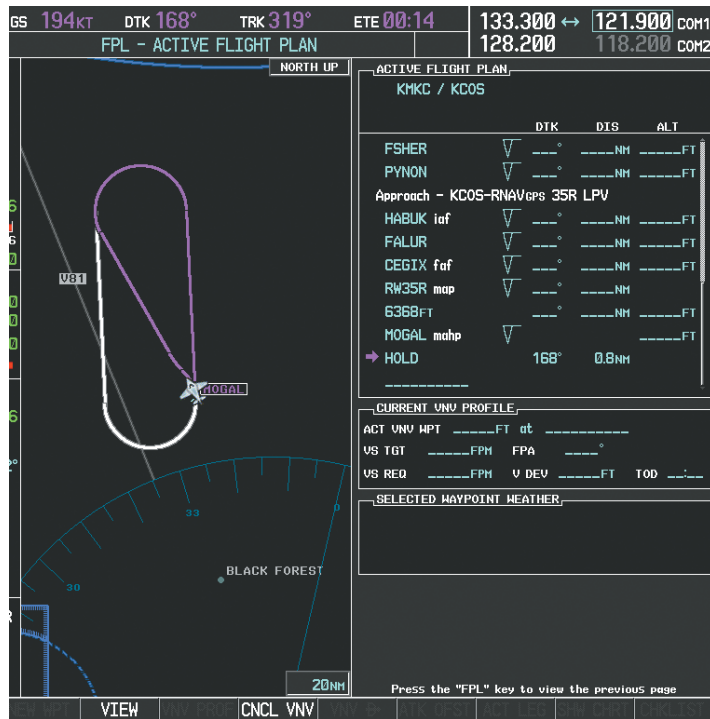 GS 194KT DTK 168° TRK 319° ETE 00:14 133.300 ↔ 121.900 COM1
FPL - ACTIVE FLIGHT PLAN 128.200 118.200 COM2
NORTH UP
ACTIVE FLIGHT PLAN
KMKC / KCOS
DTK DIS ALT
FSHER ___° ____NM _____FT
PYNON ___° ____NM _____FT
Approach - KCOS-RNAVGPS 35R LPV
HABUK iaf ___° ____NM _____FT
FALUR ___° ____NM _____FT
CEGIX faf ___° ____NM _____FT
RW35R map ___° ____NM
6368FT ___° ____NM _____FT
MOGAL mahp _____FT
HOLD 168° 0.8NM
__________
V81
MOGAL
CURRENT VNV PROFILE
ACT VNV WPT _____FT at __________
VS TGT _____FPM FPA ____°
VS REQ _____FPM V DEV _____FT TOD __:__
SELECTED WAYPOINT WEATHER
33
0
30
BLACK FOREST
20NM
Press the "FPL" key to view the previous page
NEW WPT VIEW VNV PROF CNCL VNV VNV ATK OFST ACT LEG SHW CHRT CHKLIST